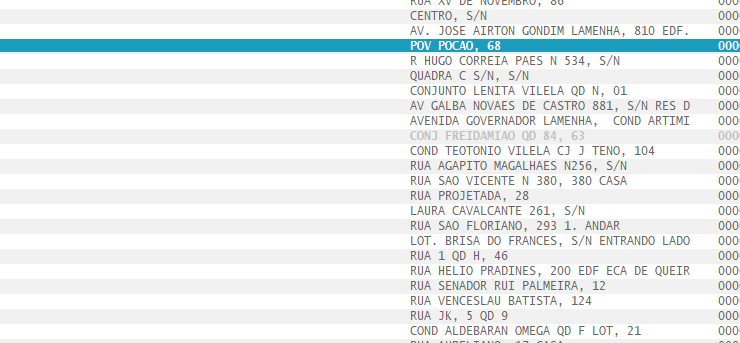 RUA XV DE NOVEMBRO, 86
CENTRO, S/N
AV. JOSE AIRTON GONDIM LAMENHA, 810 EDF. 000
POV POCAO, 68 000
R HUGO CORREIA PAES N 534, S/N 000
QUADRA C S/N, S/N 000
CONJUNTO LENITA VILELA QD N, 01 000
AV GALBA NOVAES DE CASTRO 881, S/N RES D 000
AVENIDA GOVERNADOR LAMENHA,  COND ARTIMI 000
CONJ FREIDAMIAO QD 84, 63 000
COND TEOTONIO VILELA CJ J TENO, 104 000
RUA AGAPITO MAGALHAES N256, S/N 000
RUA SAO VICENTE N 380, 380 CASA 000
RUA PROJETADA, 28 000
LAURA CAVALCANTE 261, S/N 000
RUA SAO FLORIANO, 293 1. ANDAR 000
LOT. BRISA DO FRANCES, S/N ENTRANDO LADO 000
RUA 1 QD H, 46 000
RUA HELIO PRADINES, 200 EDF ECA DE QUEIR 000
RUA SENADOR RUI PALMEIRA, 12 000
RUA VENCESLAU BATISTA, 124 000
RUA JK, 5 QD 9 000
COND ALDEBARAN OMEGA QD F LOT, 21 000
RUA AURELIANO, 17 CASA